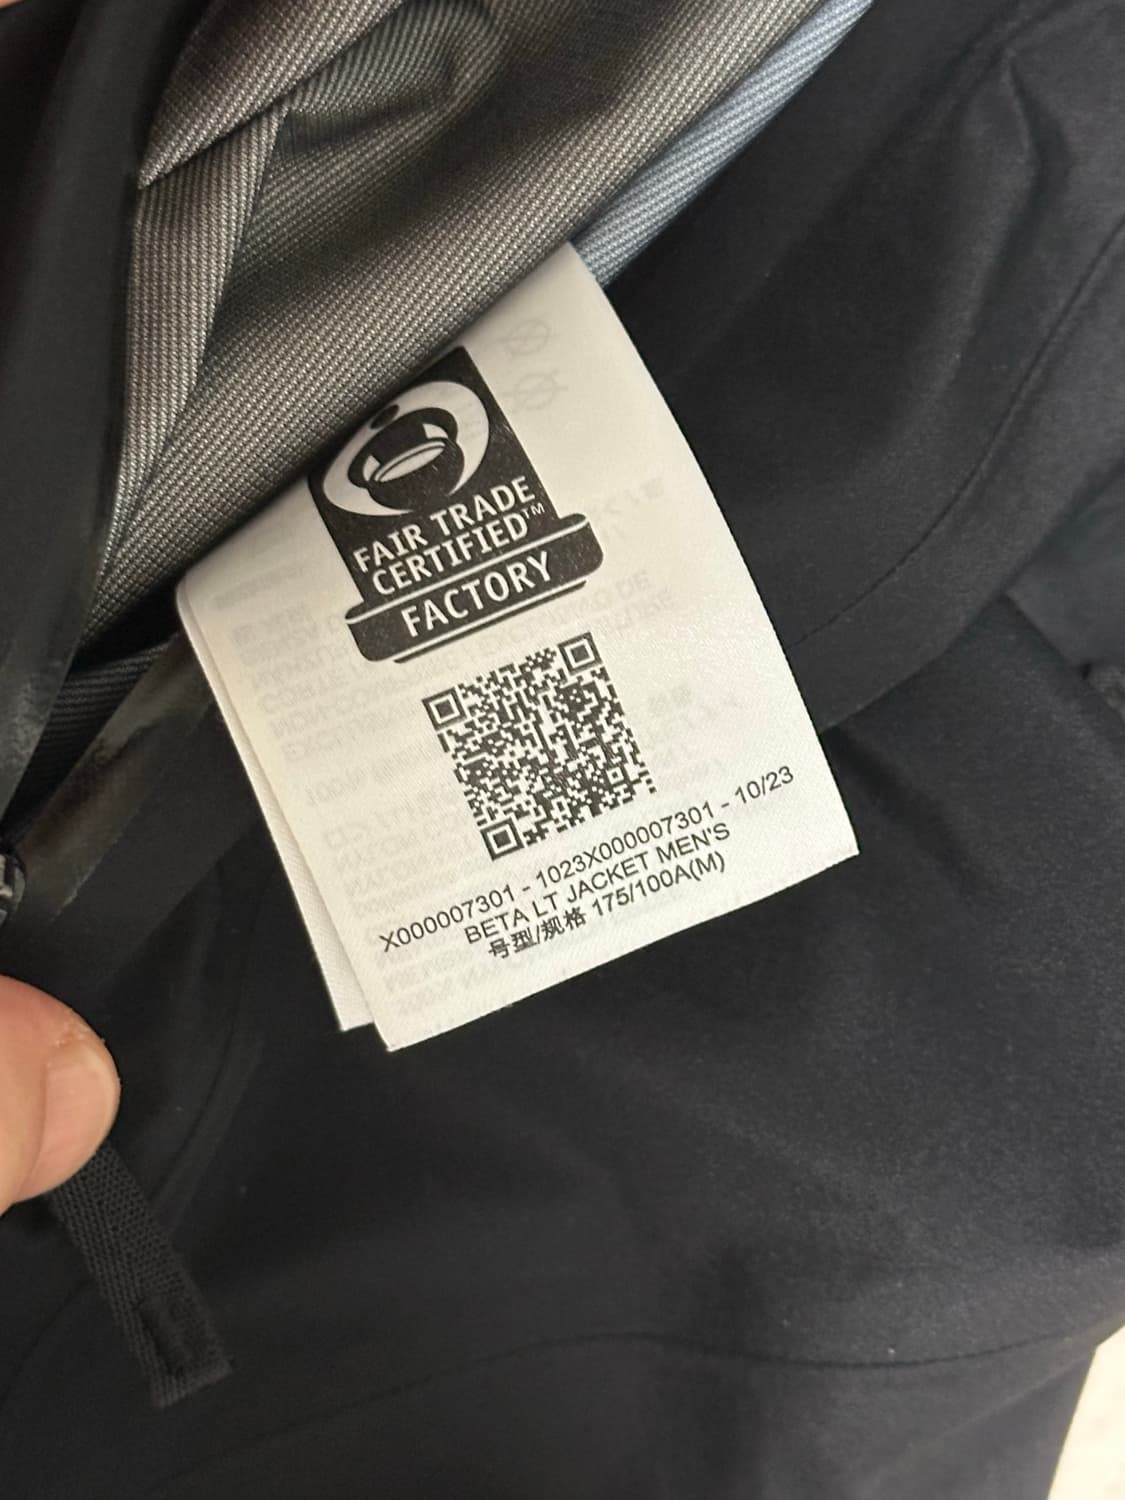 FAIR TRADE
CERTIFIED™
FACTORY
X000007301 - 1023X000007301 - 10/23
BETA LT JACKET MEN'S
号型/规格 175/100A(M)